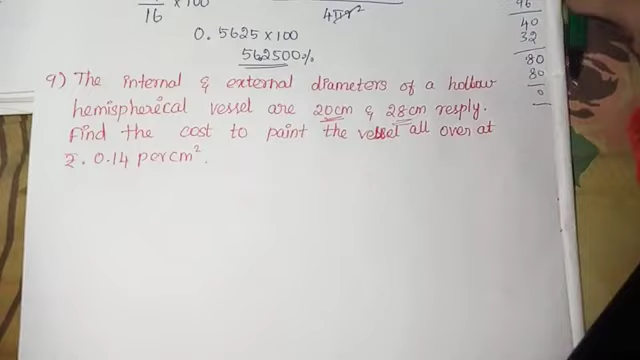 16 × 100
4πr²
0.5625 × 100
562500%
96
40
32
80
80
0
9) The internal & external diameters of a hollow
hemispherical vessel are 20cm & 28cm resply.
Find the cost to paint the vessel all over at
₹. 0.14 per cm².